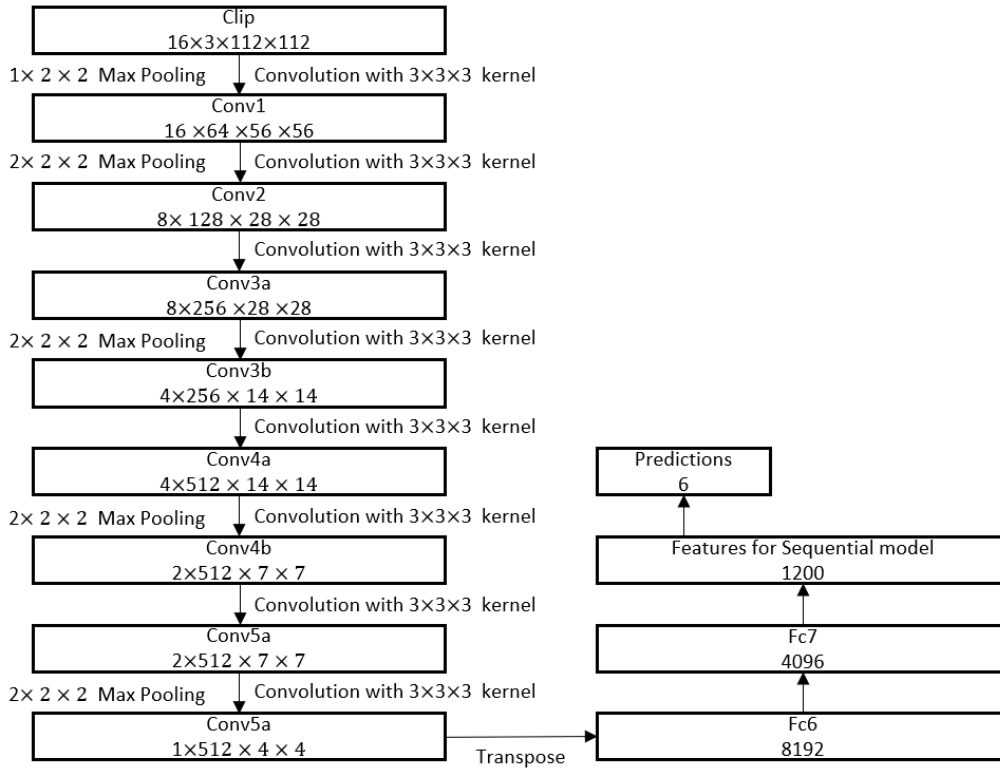 Clip
16×3×112×112
1× 2 × 2 Max Pooling
Convolution with 3×3×3 kernel
Conv1
16 ×64 ×56 ×56
2× 2 × 2 Max Pooling
Convolution with 3×3×3 kernel
Conv2
8× 128 × 28 × 28
Convolution with 3×3×3 kernel
Conv3a
8×256 ×28 ×28
2× 2 × 2 Max Pooling
Convolution with 3×3×3 kernel
Conv3b
4×256 × 14 × 14
Convolution with 3×3×3 kernel
Conv4a
4×512 × 14 × 14
2× 2 × 2 Max Pooling
Convolution with 3×3×3 kernel
Conv4b
2×512 × 7 × 7
Convolution with 3×3×3 kernel
Conv5a
2×512 × 7 × 7
2× 2 × 2 Max Pooling
Convolution with 3×3×3 kernel
Conv5a
1×512 × 4 × 4
Transpose
Fc6
8192
Fc7
4096
Features for Sequential model
1200
Predictions
6